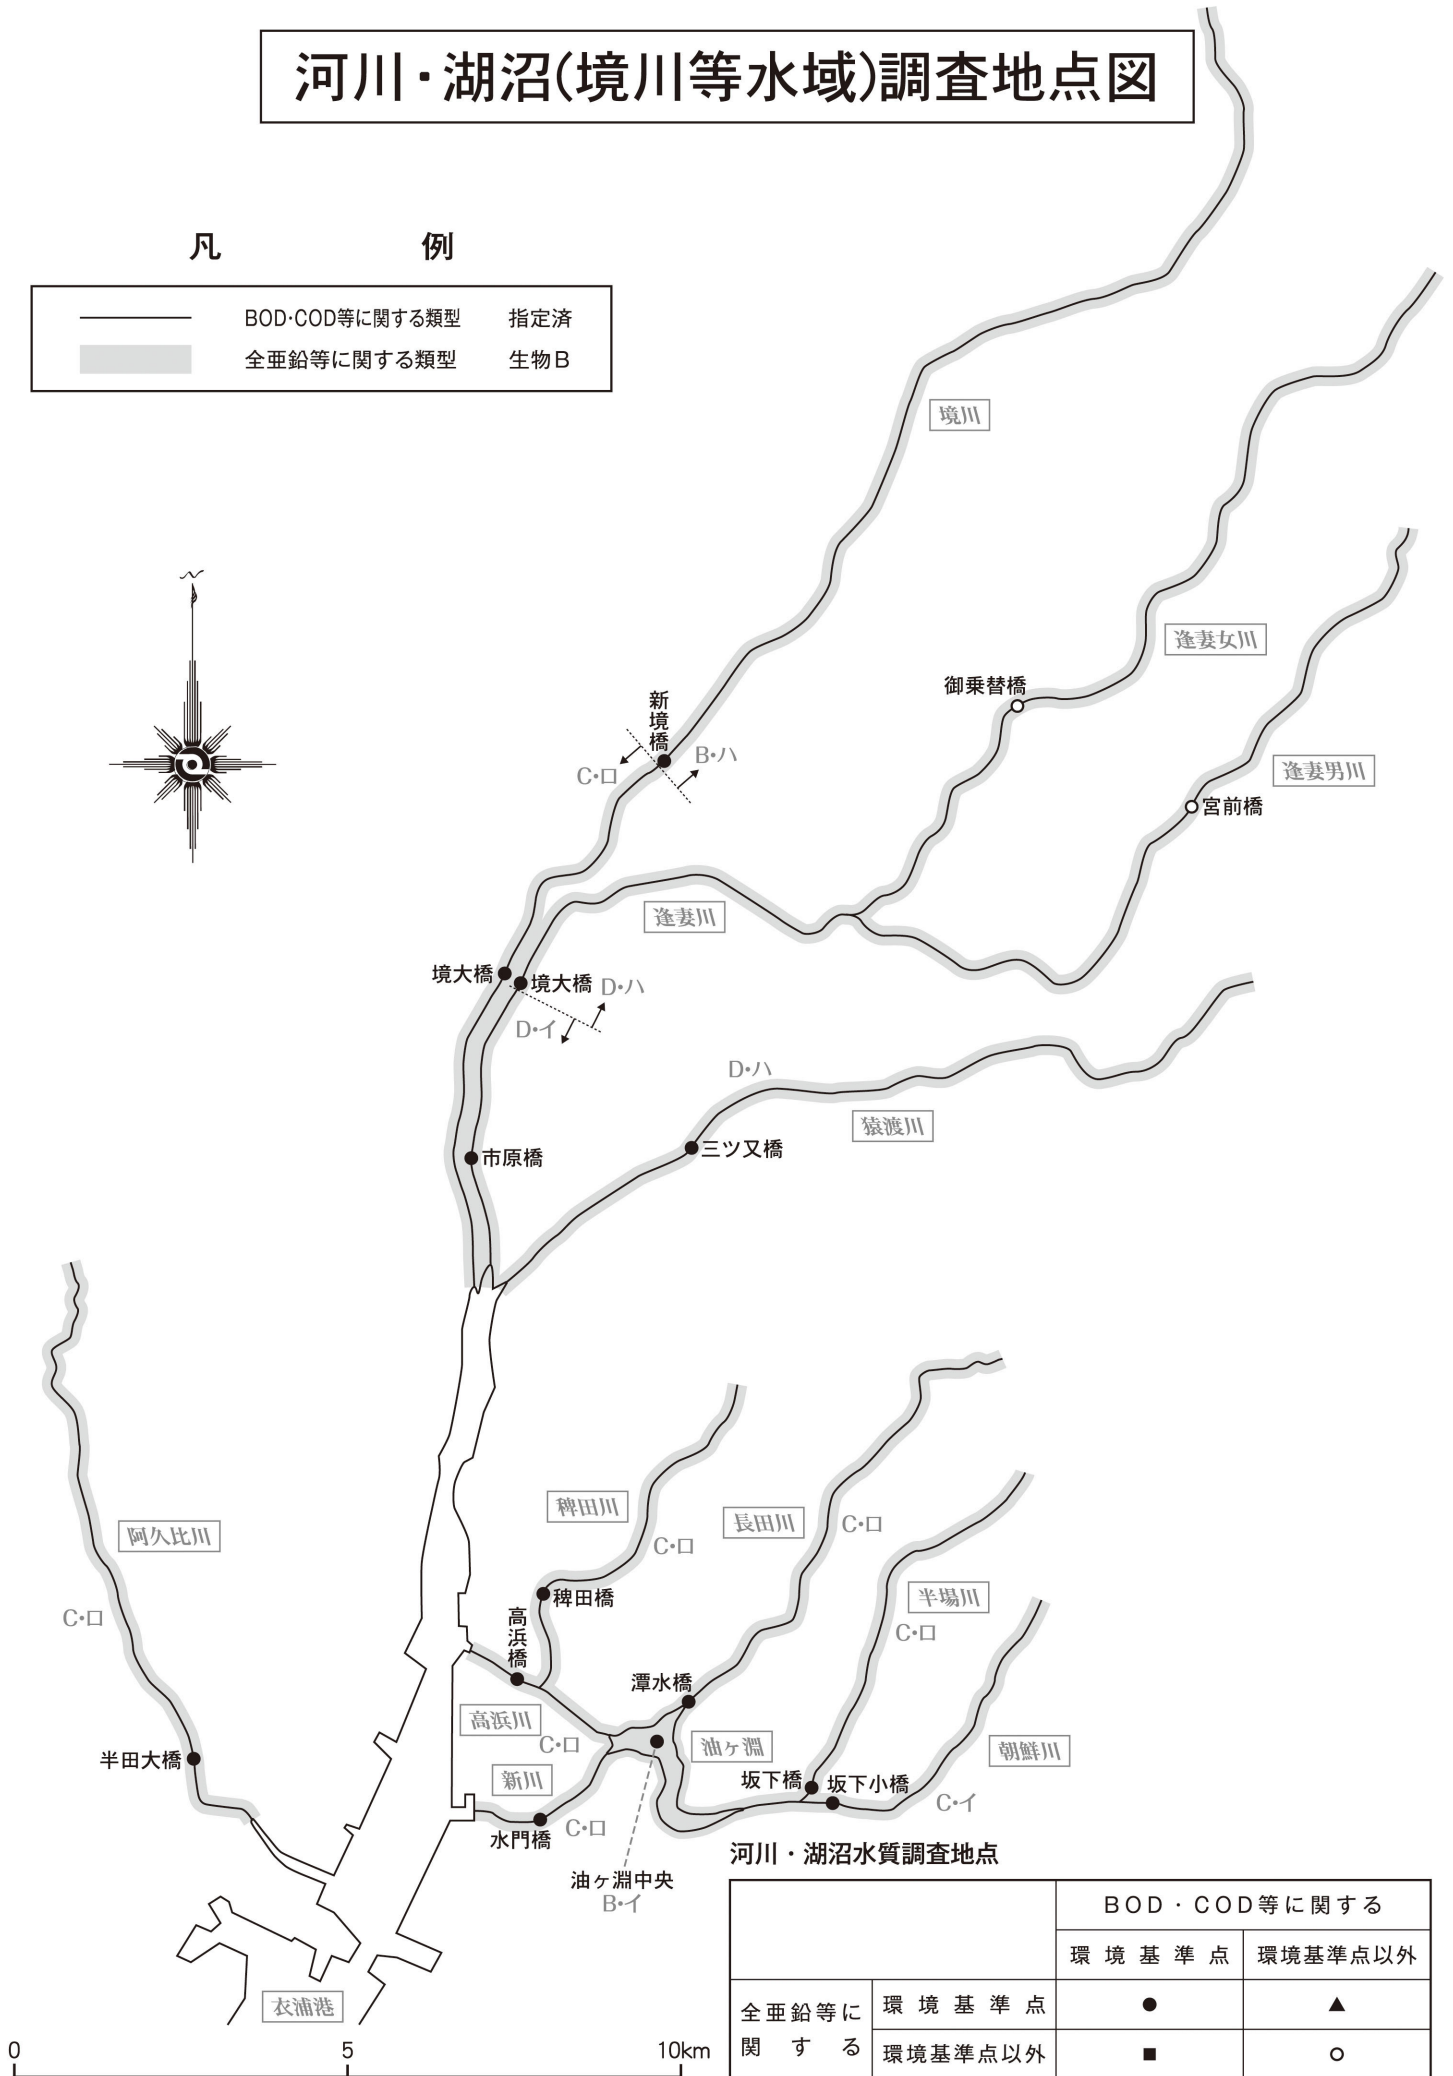 河川・湖沼(境川等水域)調査地点図
凡 例
BOD・COD等に関する類型 指定済
全亜鉛等に関する類型 生物B
境川
逢妻女川
御乗替橋
新境橋
B・ハ
C・ロ
逢妻男川
宮前橋
逢妻川
境大橋
境大橋
D・ハ
D・イ
D・ハ
猿渡川
三ツ又橋
市原橋
稗田川
長田川
C・ロ
阿久比川
C・ロ
半場川
稗田橋
C・ロ
高浜橋
C・ロ
潭水橋
高浜川
C・ロ
油ヶ淵
朝鮮川
半田大橋
新川
坂下橋
坂下小橋
C・イ
水門橋
C・ロ
油ヶ淵中央
B・イ
衣浦港
0 5 10km
河川・湖沼水質調査地点
BOD・COD等に関する
環境基準点 環境基準点以外
全亜鉛等に関する
環境基準点 ● ▲
環境基準点以外 ■ ○